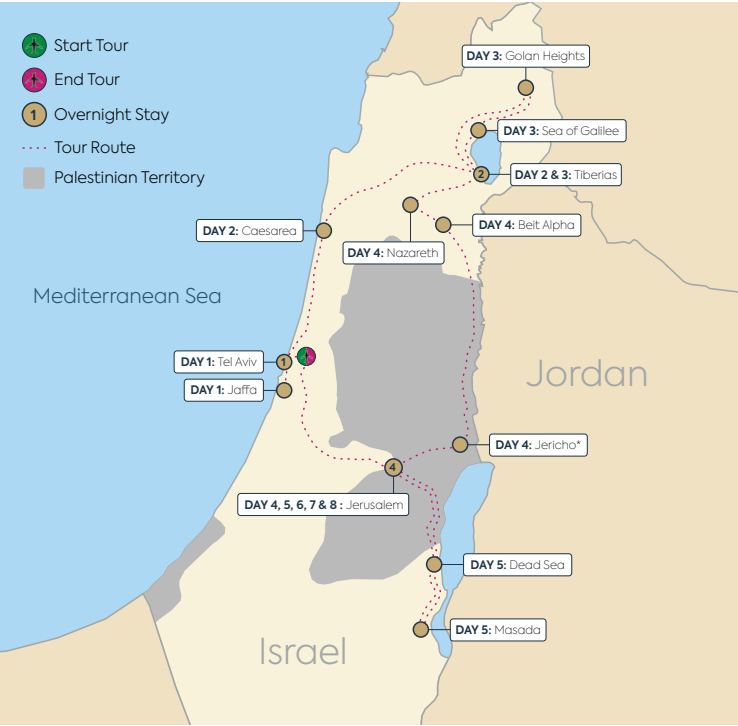 Start Tour
End Tour
1 Overnight Stay
Tour Route
Palestinian Territory
DAY 3: Golan Heights
DAY 3: Sea of Galilee
2
DAY 2 & 3: Tiberias
DAY 4: Beit Alpha
DAY 2: Caesarea
DAY 4: Nazareth
Mediterranean Sea
DAY 1: Tel Aviv
1
DAY 1: Jaffa
Jordan
DAY 4: Jericho*
4
DAY 4, 5, 6, 7 & 8 : Jerusalem
DAY 5: Dead Sea
DAY 5: Masada
Israel